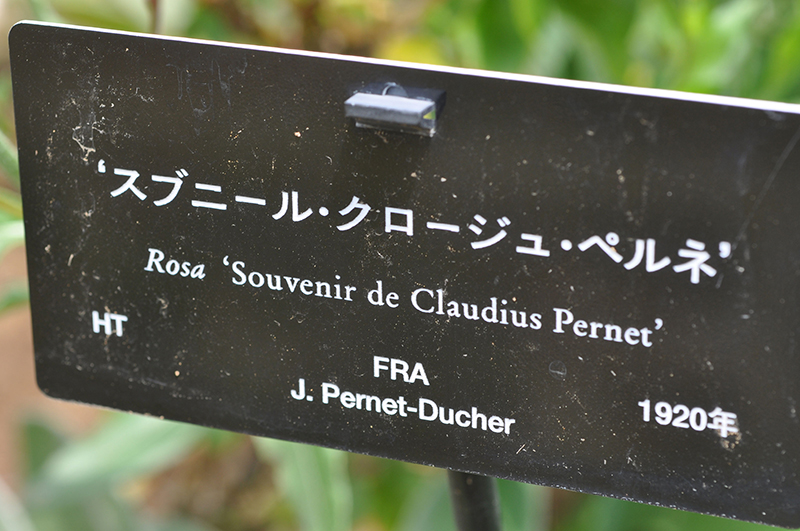 ‘スブニール・クロージュ・ペルネ’
Rosa ‘Souvenir de Claudius Pernet’
HT
FRA
J. Pernet-Ducher
1920年